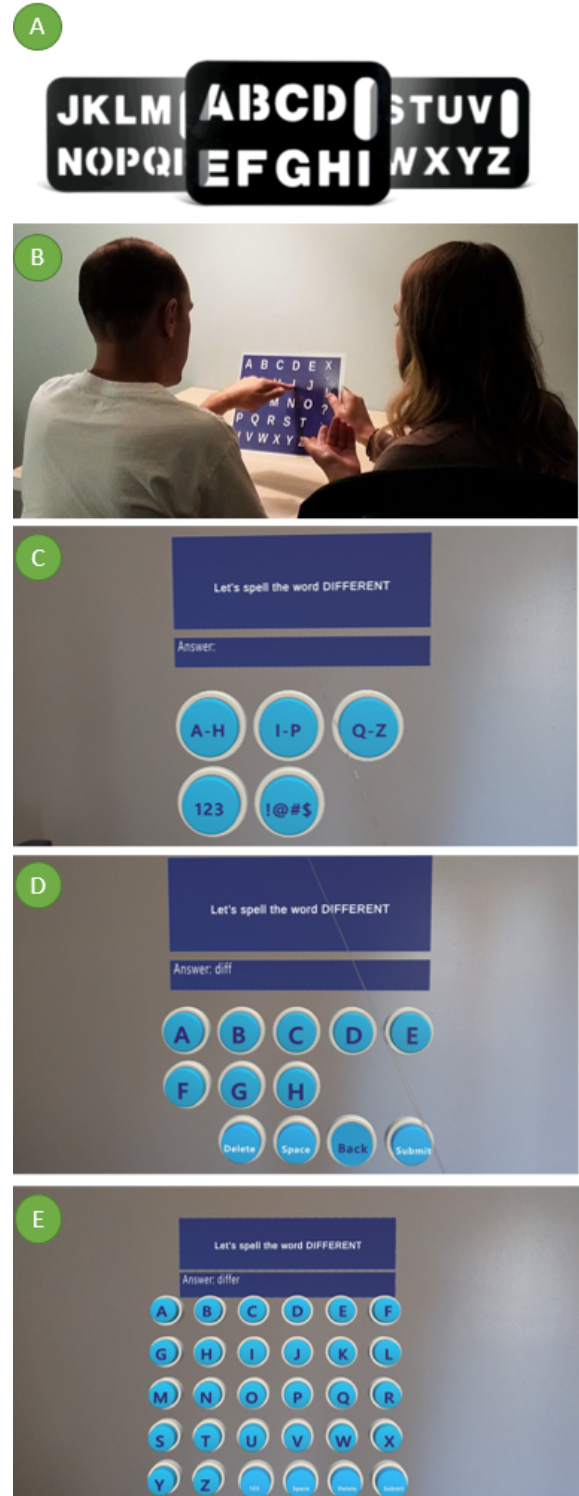 A
JKLM ABCD STUV
NOPQ EFGHI WXYZ
B
A B C D E X
J
M N O ?
P Q R S T
V W X Y
C
Let's spell the word DIFFERENT
Answer:
A-H I-P Q-Z
123 !@#$
D
Let's spell the word DIFFERENT
Answer: diff
A B C D E
F G H
Delete Space Back Submit
E
Let's spell the word DIFFERENT
Answer: differ
A B C D E F
G H I J K L
M N O P Q R
S T U V W X
Y Z 123 Space Delete Submit